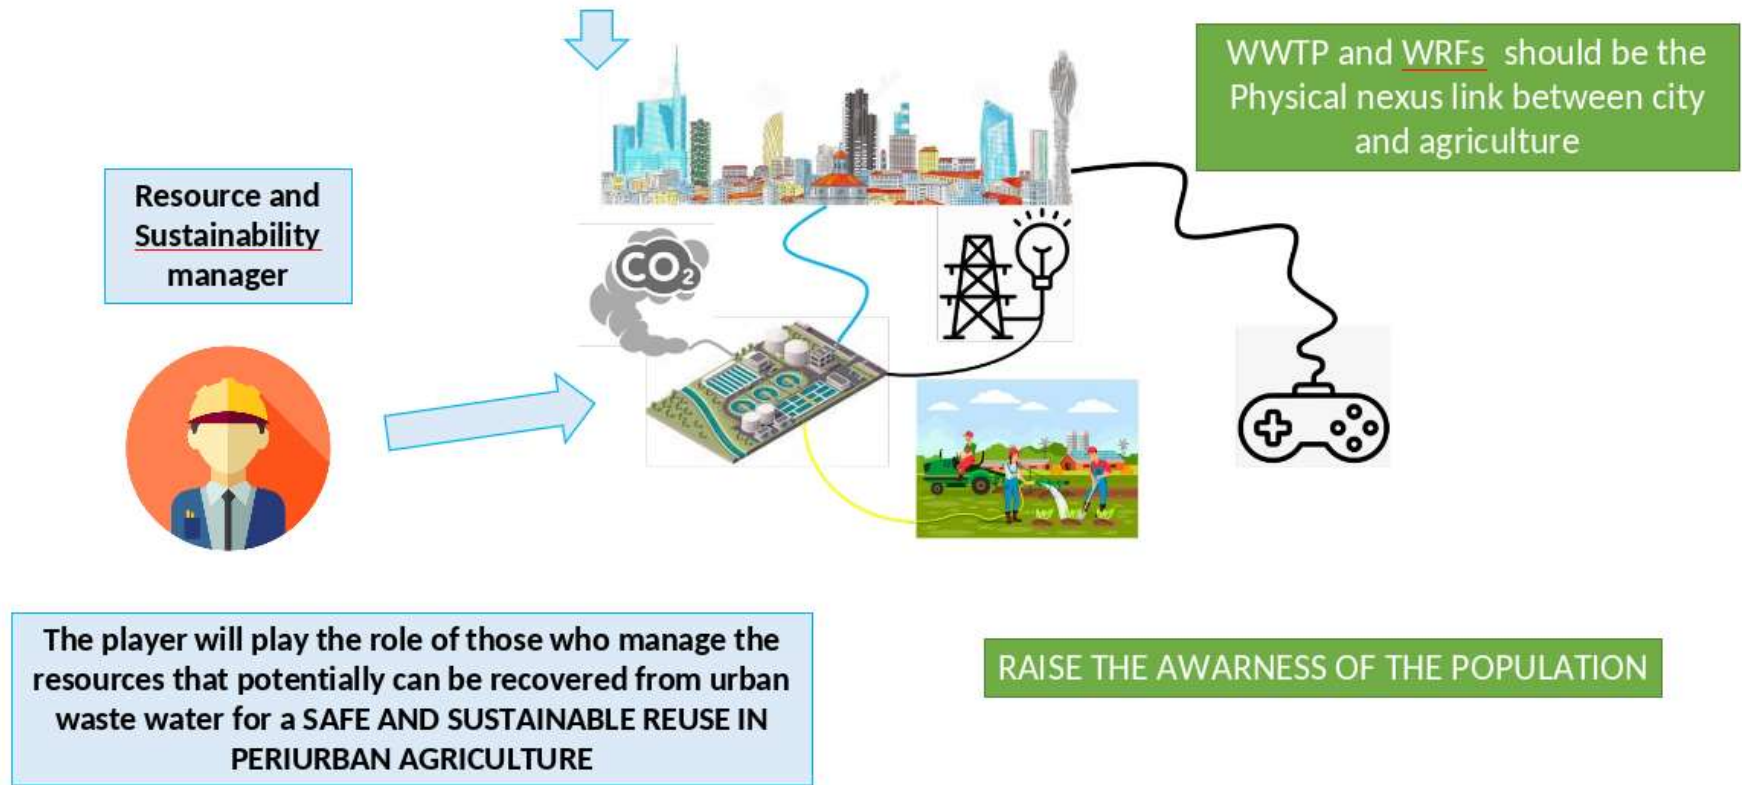 WWTP and WRFs should be the
Physical nexus link between city
and agriculture
Resource and
Sustainability
manager
CO2
The player will play the role of those who manage the
resources that potentially can be recovered from urban
waste water for a SAFE AND SUSTAINABLE REUSE IN
PERIURBAN AGRICULTURE
RAISE THE AWARNESS OF THE POPULATION